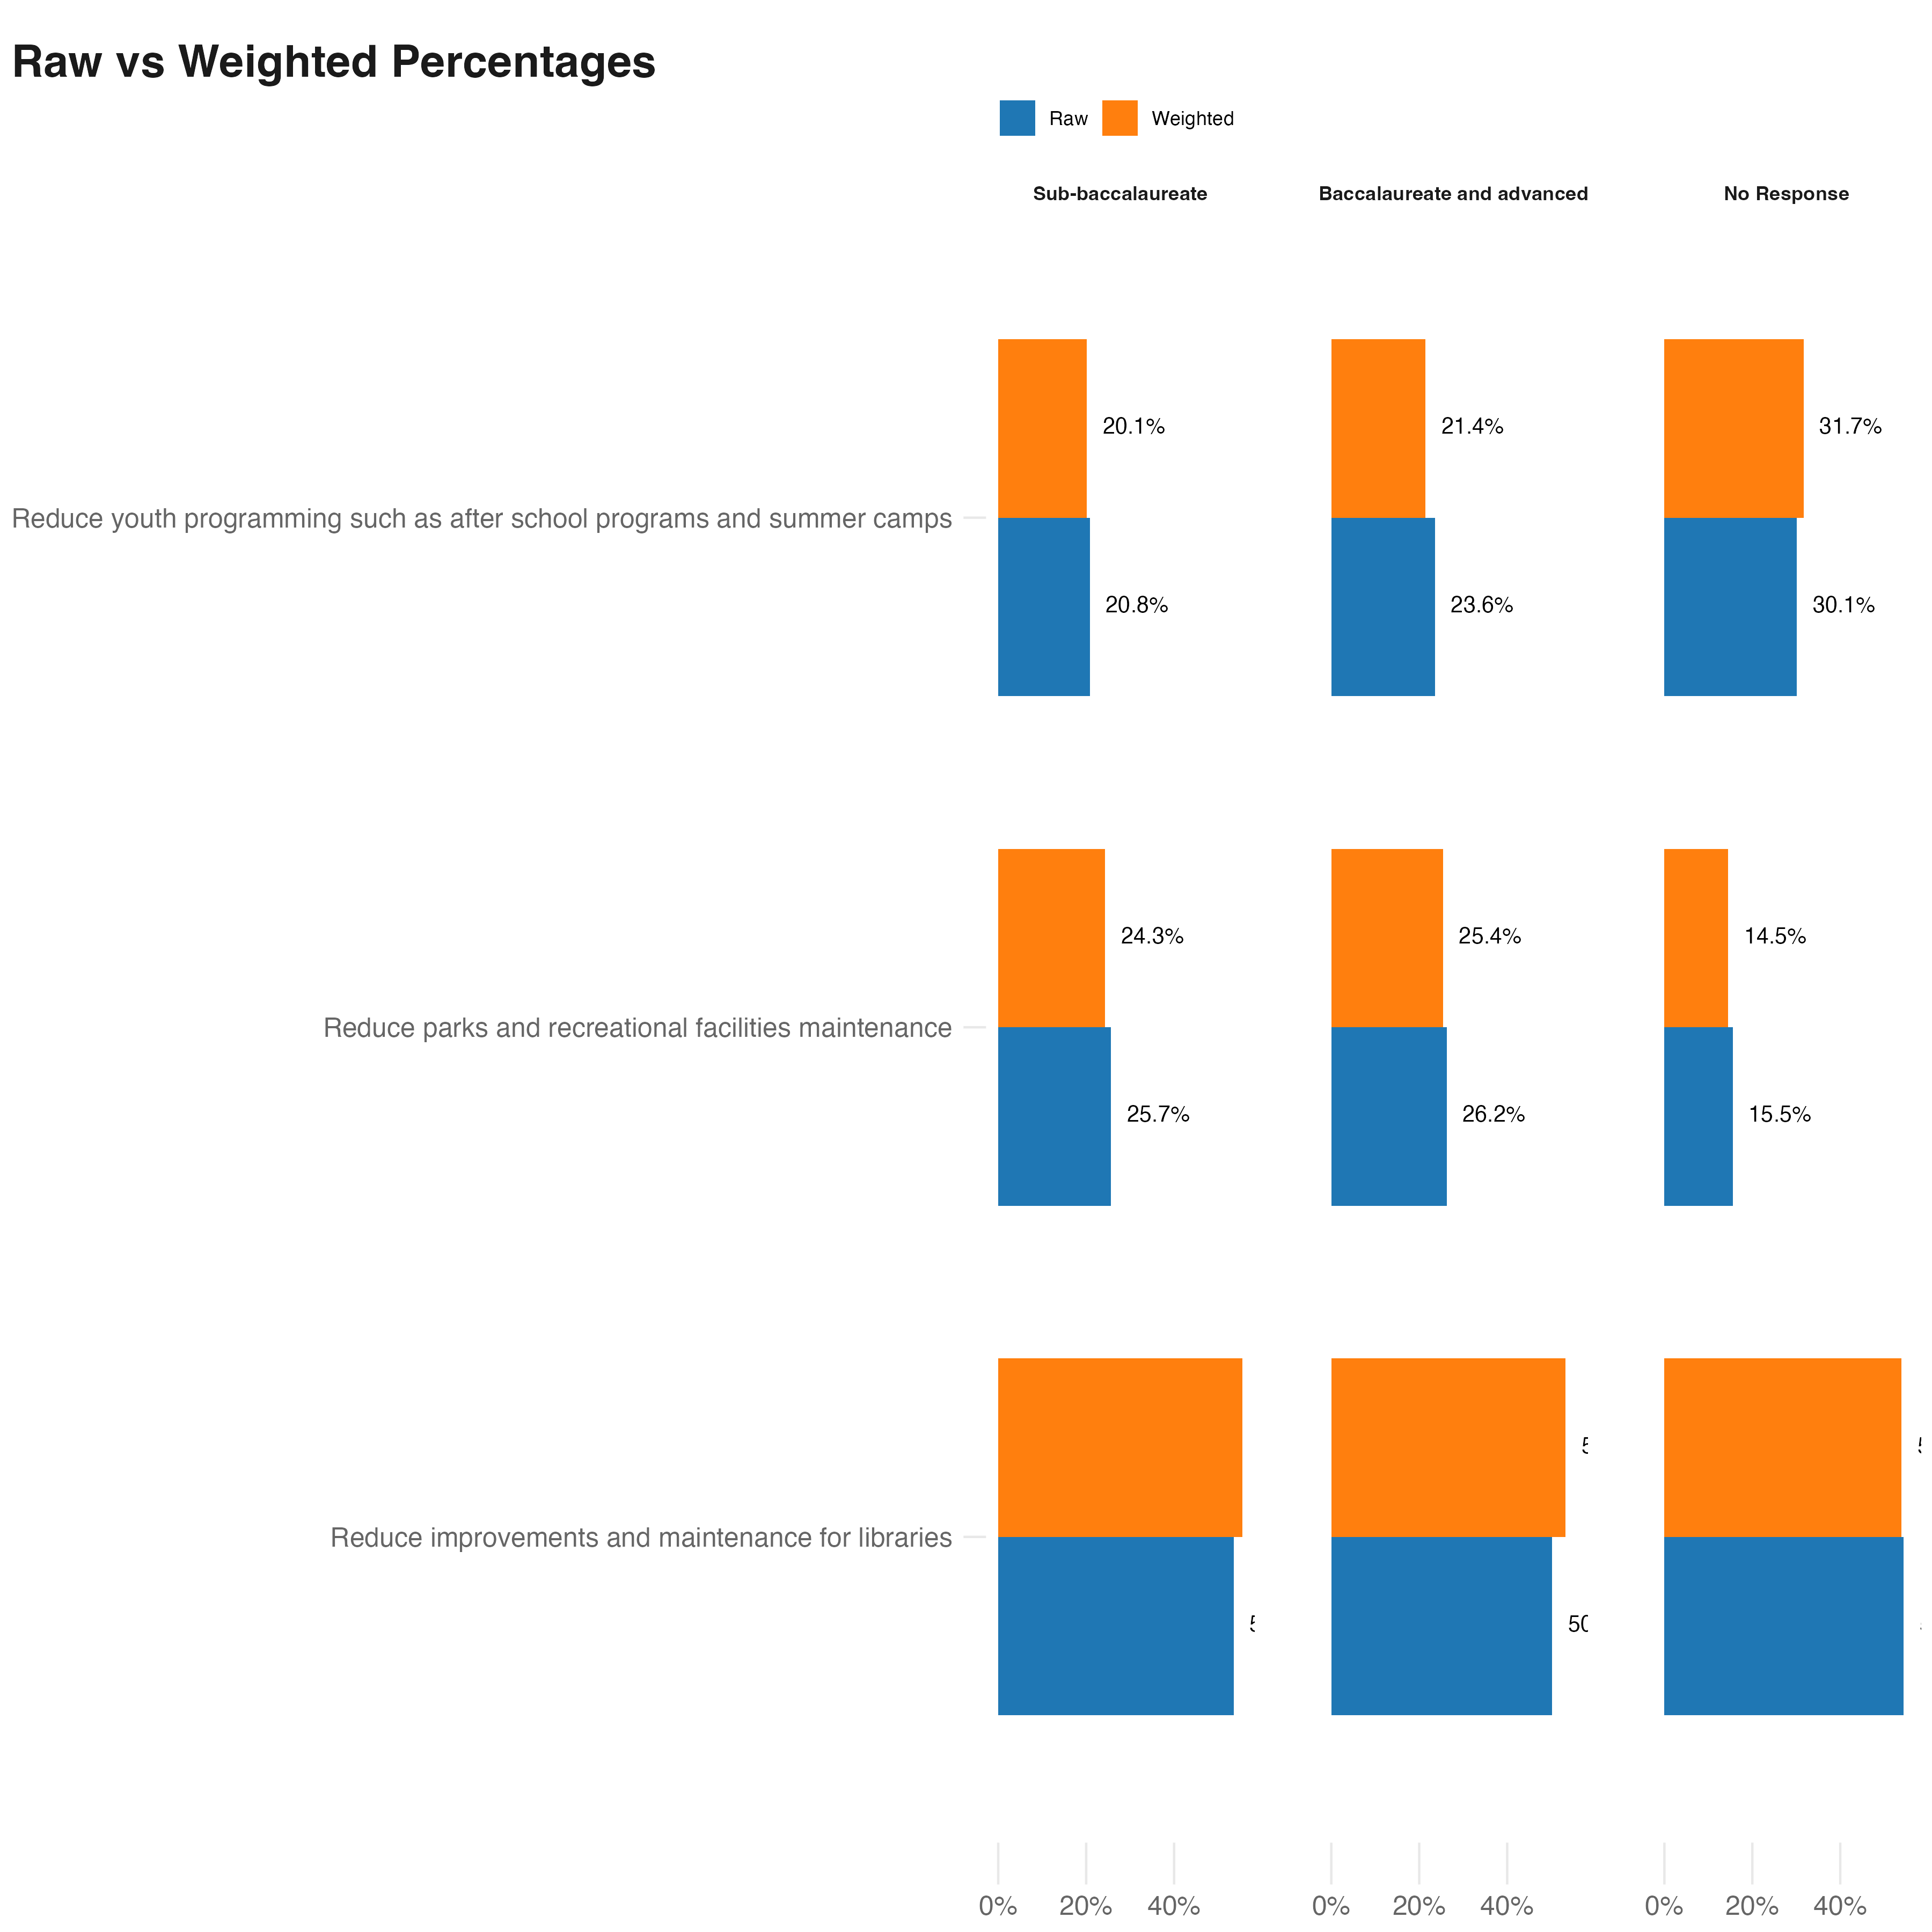 Raw vs Weighted Percentages
Raw Weighted
Sub-baccalaureate Baccalaureate and advanced No Response
20.1% 21.4% 31.7%
Reduce youth programming such as after school programs and summer camps
20.8% 23.6% 30.1%
24.3% 25.4% 14.5%
Reduce parks and recreational facilities maintenance
25.7% 26.2% 15.5%
Reduce improvements and maintenance for libraries
50
0% 20% 40% 0% 20% 40% 0% 20% 40%